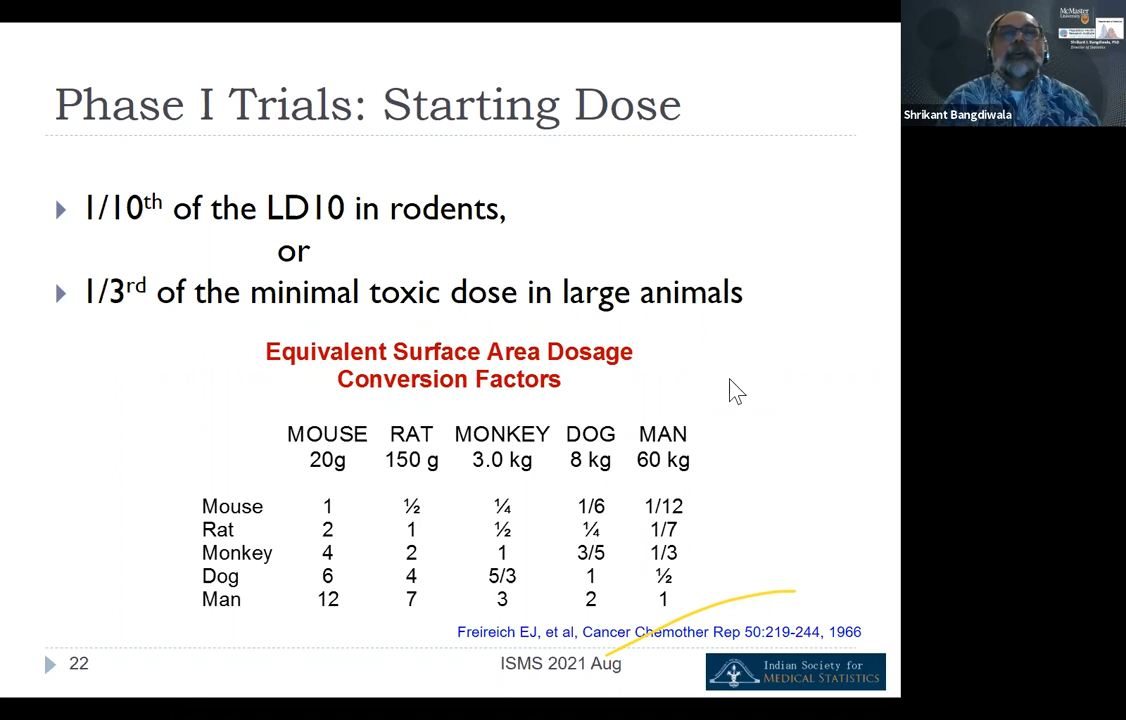 Phase I Trials: Starting Dose
1/10th of the LD10 in rodents,
or
1/3rd of the minimal toxic dose in large animals
Equivalent Surface Area Dosage
Conversion Factors
MOUSE RAT MONKEY DOG MAN
20g 150 g 3.0 kg 8 kg 60 kg
Mouse 1 ½ ¼ 1/6 1/12
Rat 2 1 ½ ¼ 1/7
Monkey 4 2 1 3/5 1/3
Dog 6 4 5/3 1 ½
Man 12 7 3 2 1
Freireich EJ, et al, Cancer Chemother Rep 50:219-244, 1966
22
ISMS 2021 Aug
Indian Society for
MEDICAL STATISTICS
McMaster
University
Shrikant Bangdiwala